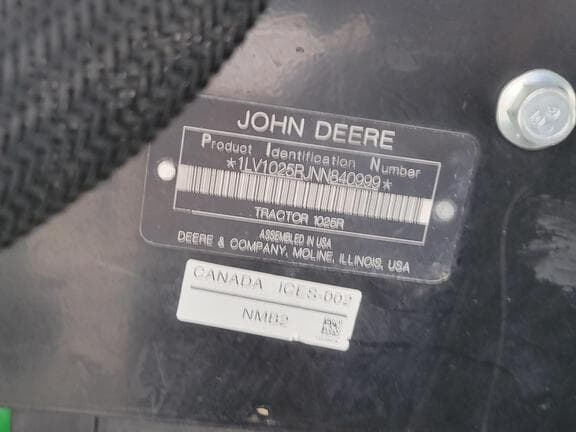 JOHN DEERE
Product Identification Number
*1LV1025RJNN840999*
TRACTOR 1025R
ASSEMBLED IN USA
DEERE & COMPANY, MOLINE, ILLINOIS, USA
CANADA ICES-002
NMB2